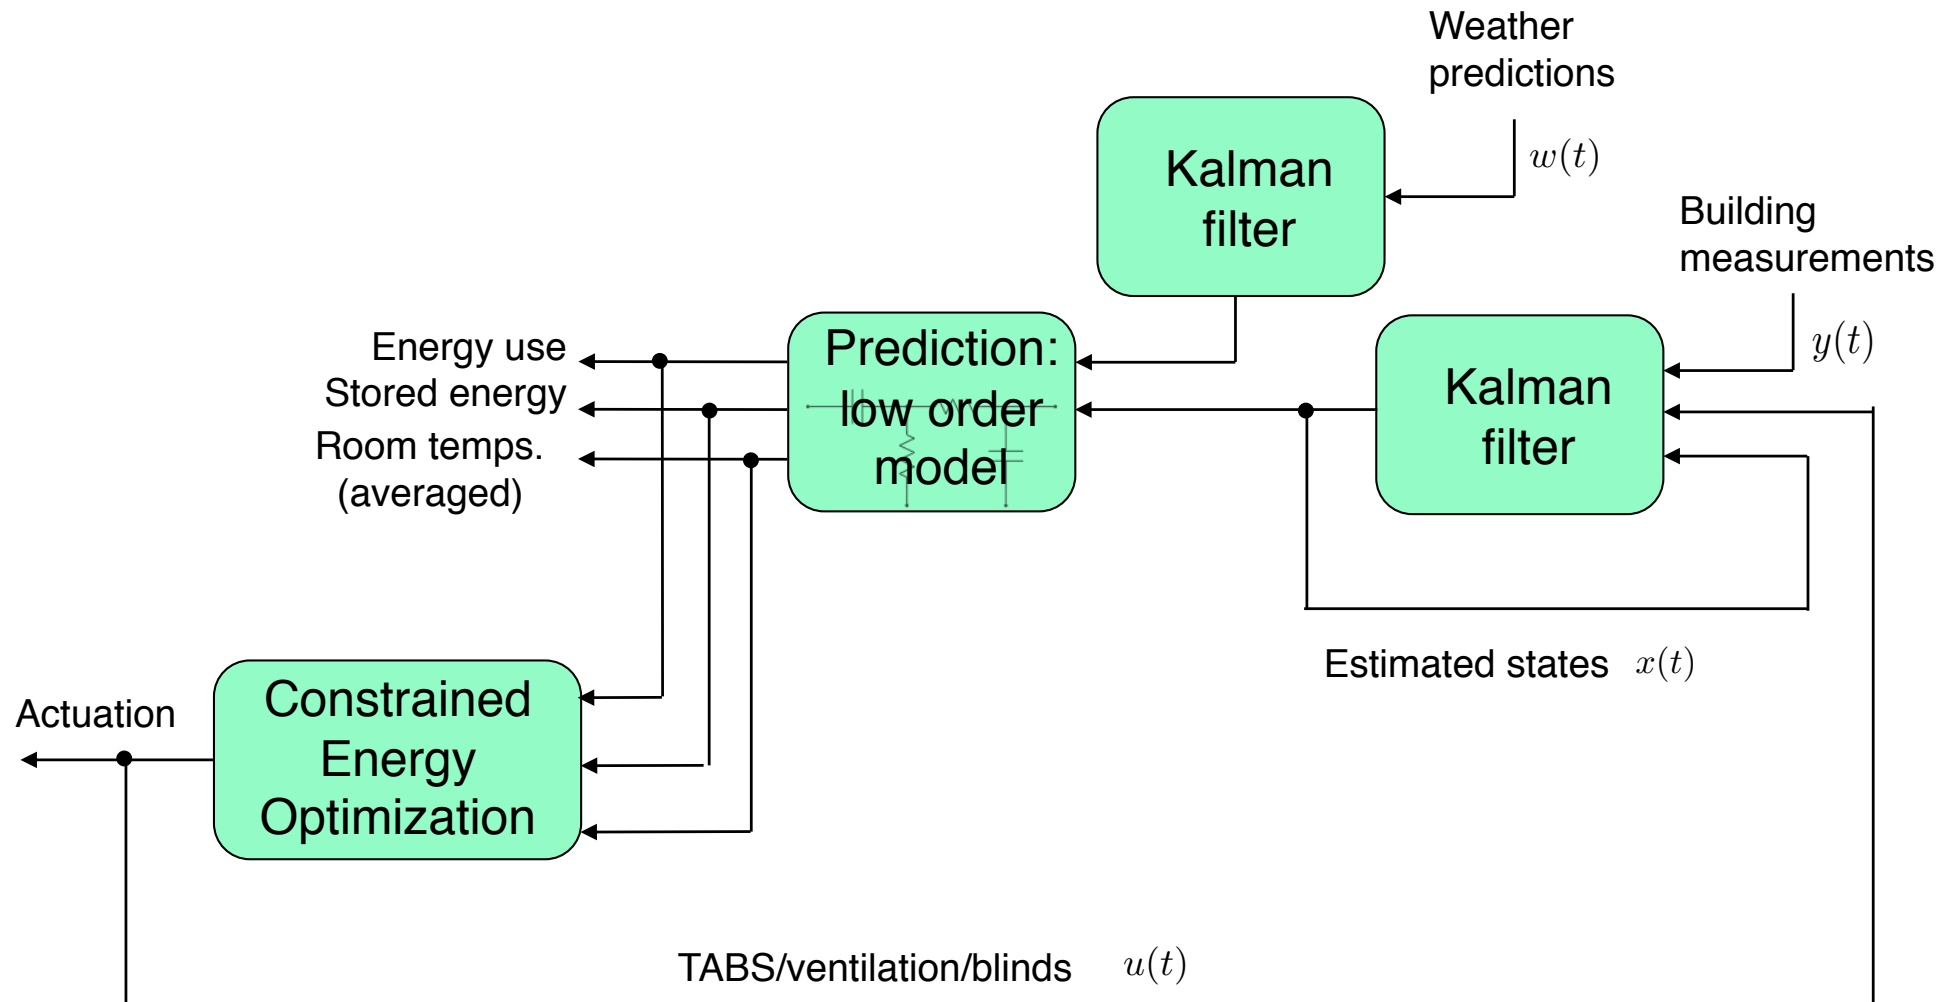 Weather
predictions
w(t)
Kalman
filter
Building
measurements
y(t)
Kalman
filter
Prediction:
low order
model
Energy use
Stored energy
Room temps.
(averaged)
Estimated states x(t)
Constrained
Energy
Optimization
Actuation
TABS/ventilation/blinds u(t)